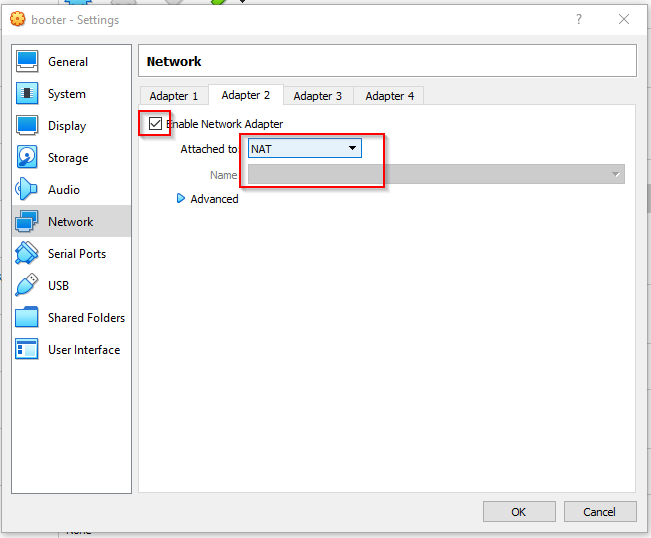 booter - Settings
?
General
System
Display
Storage
Audio
Network
Serial Ports
USB
Shared Folders
User Interface
Network
Adapter 1 Adapter 2 Adapter 3 Adapter 4
Enable Network Adapter
Attached to NAT
Name
Advanced
OK Cancel
None